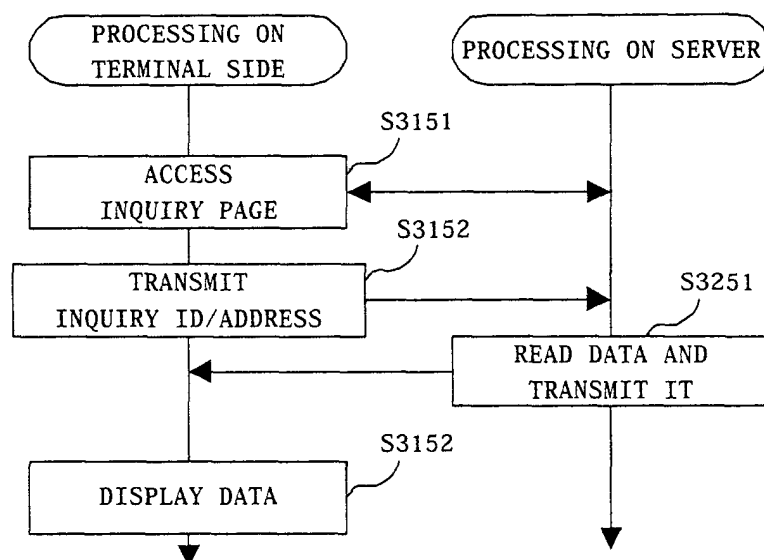 PROCESSING ON
TERMINAL SIDE
PROCESSING ON SERVER
S3151
ACCESS
INQUIRY PAGE
S3152
TRANSMIT
INQUIRY ID/ADDRESS
S3251
READ DATA AND
TRANSMIT IT
S3152
DISPLAY DATA